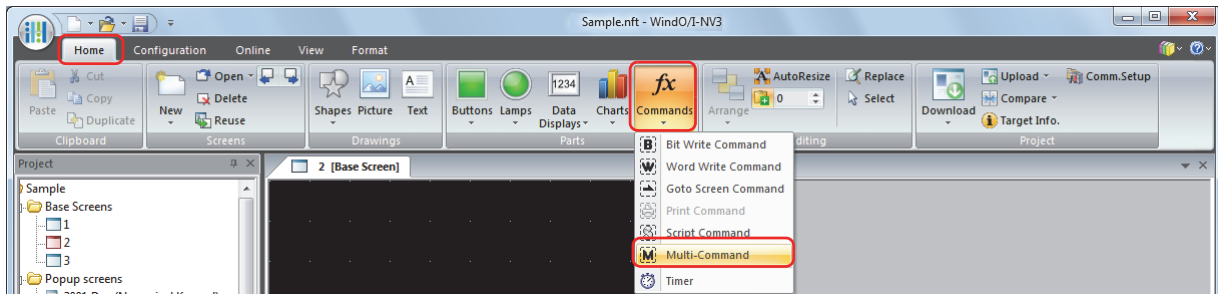 Sample.nft - WindO/I-NV3
Home Configuration Online View Format
Cut
Copy
Duplicate
Paste
Clipboard
New
Open
Delete
Reuse
Screens
Shapes Picture Text
Drawings
Buttons Lamps Data Displays Charts Commands
1234
Parts
Arrange
AutoResize
0
Replace
Select
diting
Download
Upload
Compare
Target Info.
Comm.Setup
Project
Bit Write Command
Word Write Command
Goto Screen Command
Print Command
Script Command
Multi-Command
Timer
Project
2 [Base Screen]
Sample
Base Screens
1
2
3
Popup screens